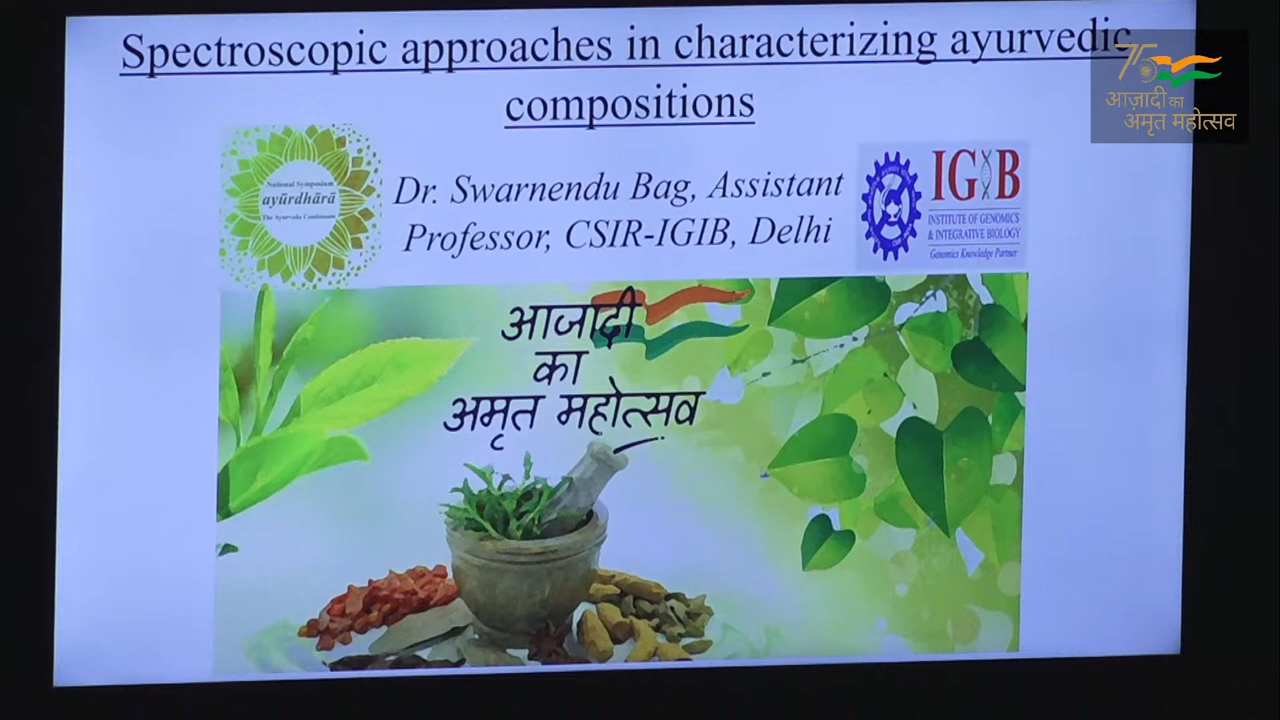 Spectroscopic approaches in characterizing ayurvedic
compositions
75
आज़ादी का
अमृत महोत्सव
National Symposium
ayūrdhārā
The Ayurveda Continuum
Dr. Swarnendu Bag, Assistant
Professor, CSIR-IGIB, Delhi
IGIB
INSTITUTE OF GENOMICS
& INTEGRATIVE BIOLOGY
Genomics Knowledge Partner
आजादी
का
अमृत महोत्सव